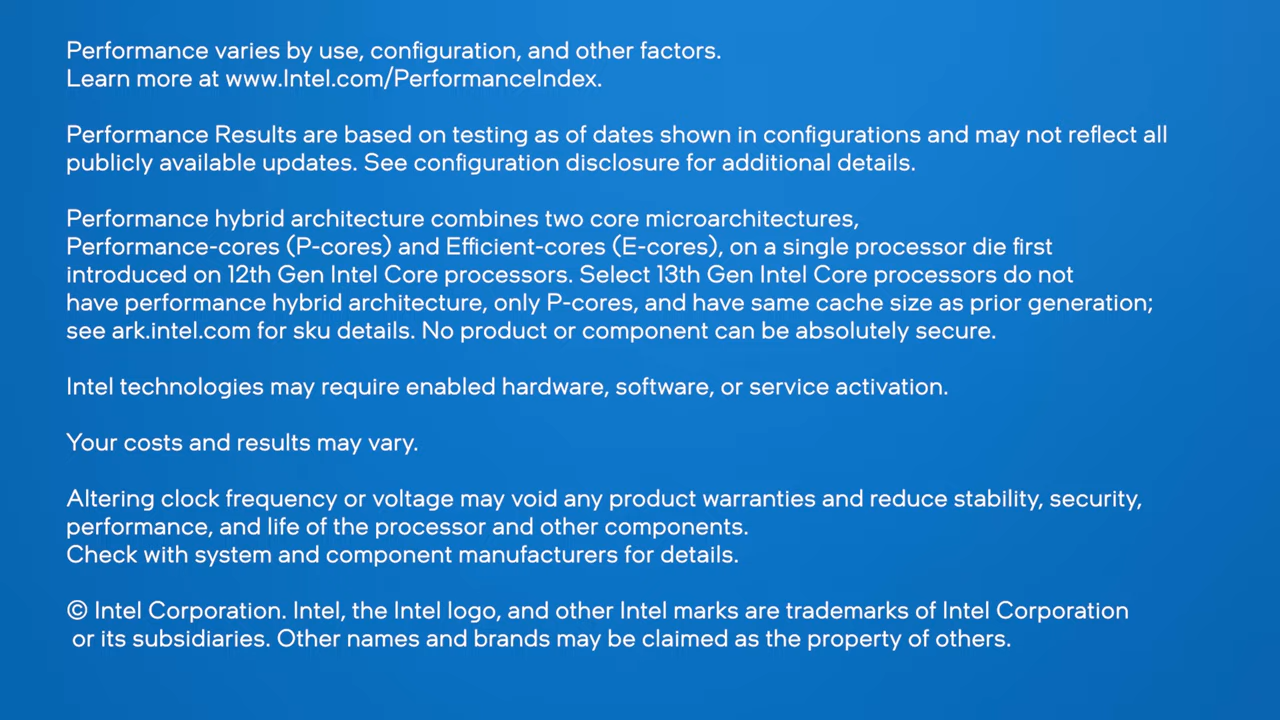 Performance varies by use, configuration, and other factors.
Learn more at www.Intel.com/PerformanceIndex.
Performance Results are based on testing as of dates shown in configurations and may not reflect all
publicly available updates. See configuration disclosure for additional details.
Performance hybrid architecture combines two core microarchitectures,
Performance-cores (P-cores) and Efficient-cores (E-cores), on a single processor die first
introduced on 12th Gen Intel Core processors. Select 13th Gen Intel Core processors do not
have performance hybrid architecture, only P-cores, and have same cache size as prior generation;
see ark.intel.com for sku details. No product or component can be absolutely secure.
Intel technologies may require enabled hardware, software, or service activation.
Your costs and results may vary.
Altering clock frequency or voltage may void any product warranties and reduce stability, security,
performance, and life of the processor and other components.
Check with system and component manufacturers for details.
© Intel Corporation. Intel, the Intel logo, and other Intel marks are trademarks of Intel Corporation
or its subsidiaries. Other names and brands may be claimed as the property of others.